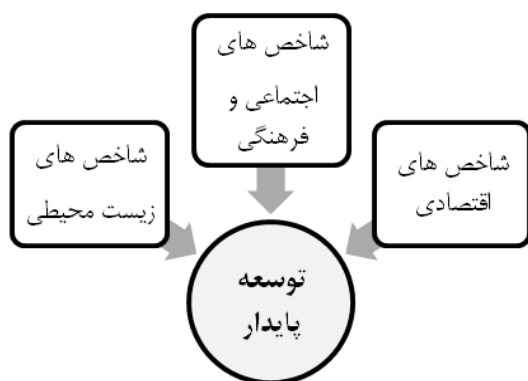 شاخص های
اجتماعی و
فرهنگی
شاخص های
اقتصادی
شاخص های
زیست محیطی
توسعه
پایدار